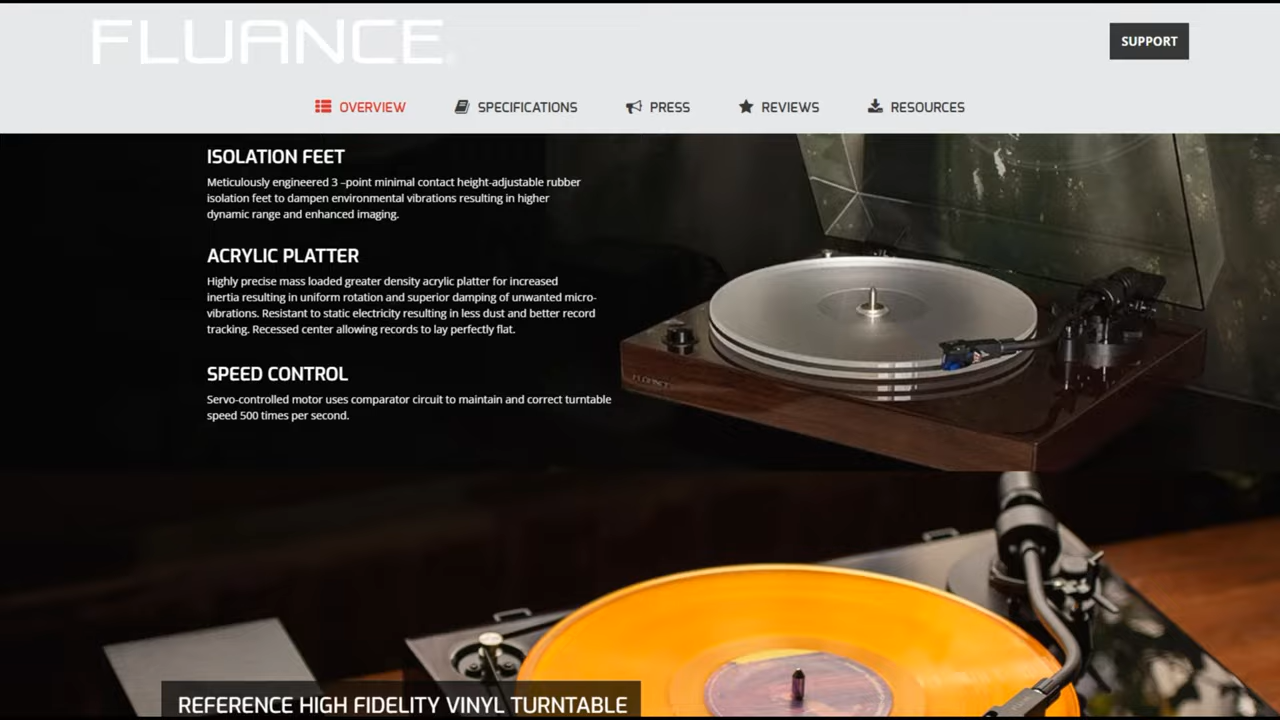 FLUANCE
SUPPORT
OVERVIEW
SPECIFICATIONS
PRESS
REVIEWS
RESOURCES
ISOLATION FEET
Meticulously engineered 3 –point minimal contact height-adjustable rubber
isolation feet to dampen environmental vibrations resulting in higher
dynamic range and enhanced imaging.
ACRYLIC PLATTER
Highly precise mass loaded greater density acrylic platter for increased
inertia resulting in uniform rotation and superior damping of unwanted micro-
vibrations. Resistant to static electricity resulting in less dust and better record
tracking. Recessed center allowing records to lay perfectly flat.
SPEED CONTROL
Servo-controlled motor uses comparator circuit to maintain and correct turntable
speed 500 times per second.
FLUANCE
REFERENCE HIGH FIDELITY VINYL TURNTABLE